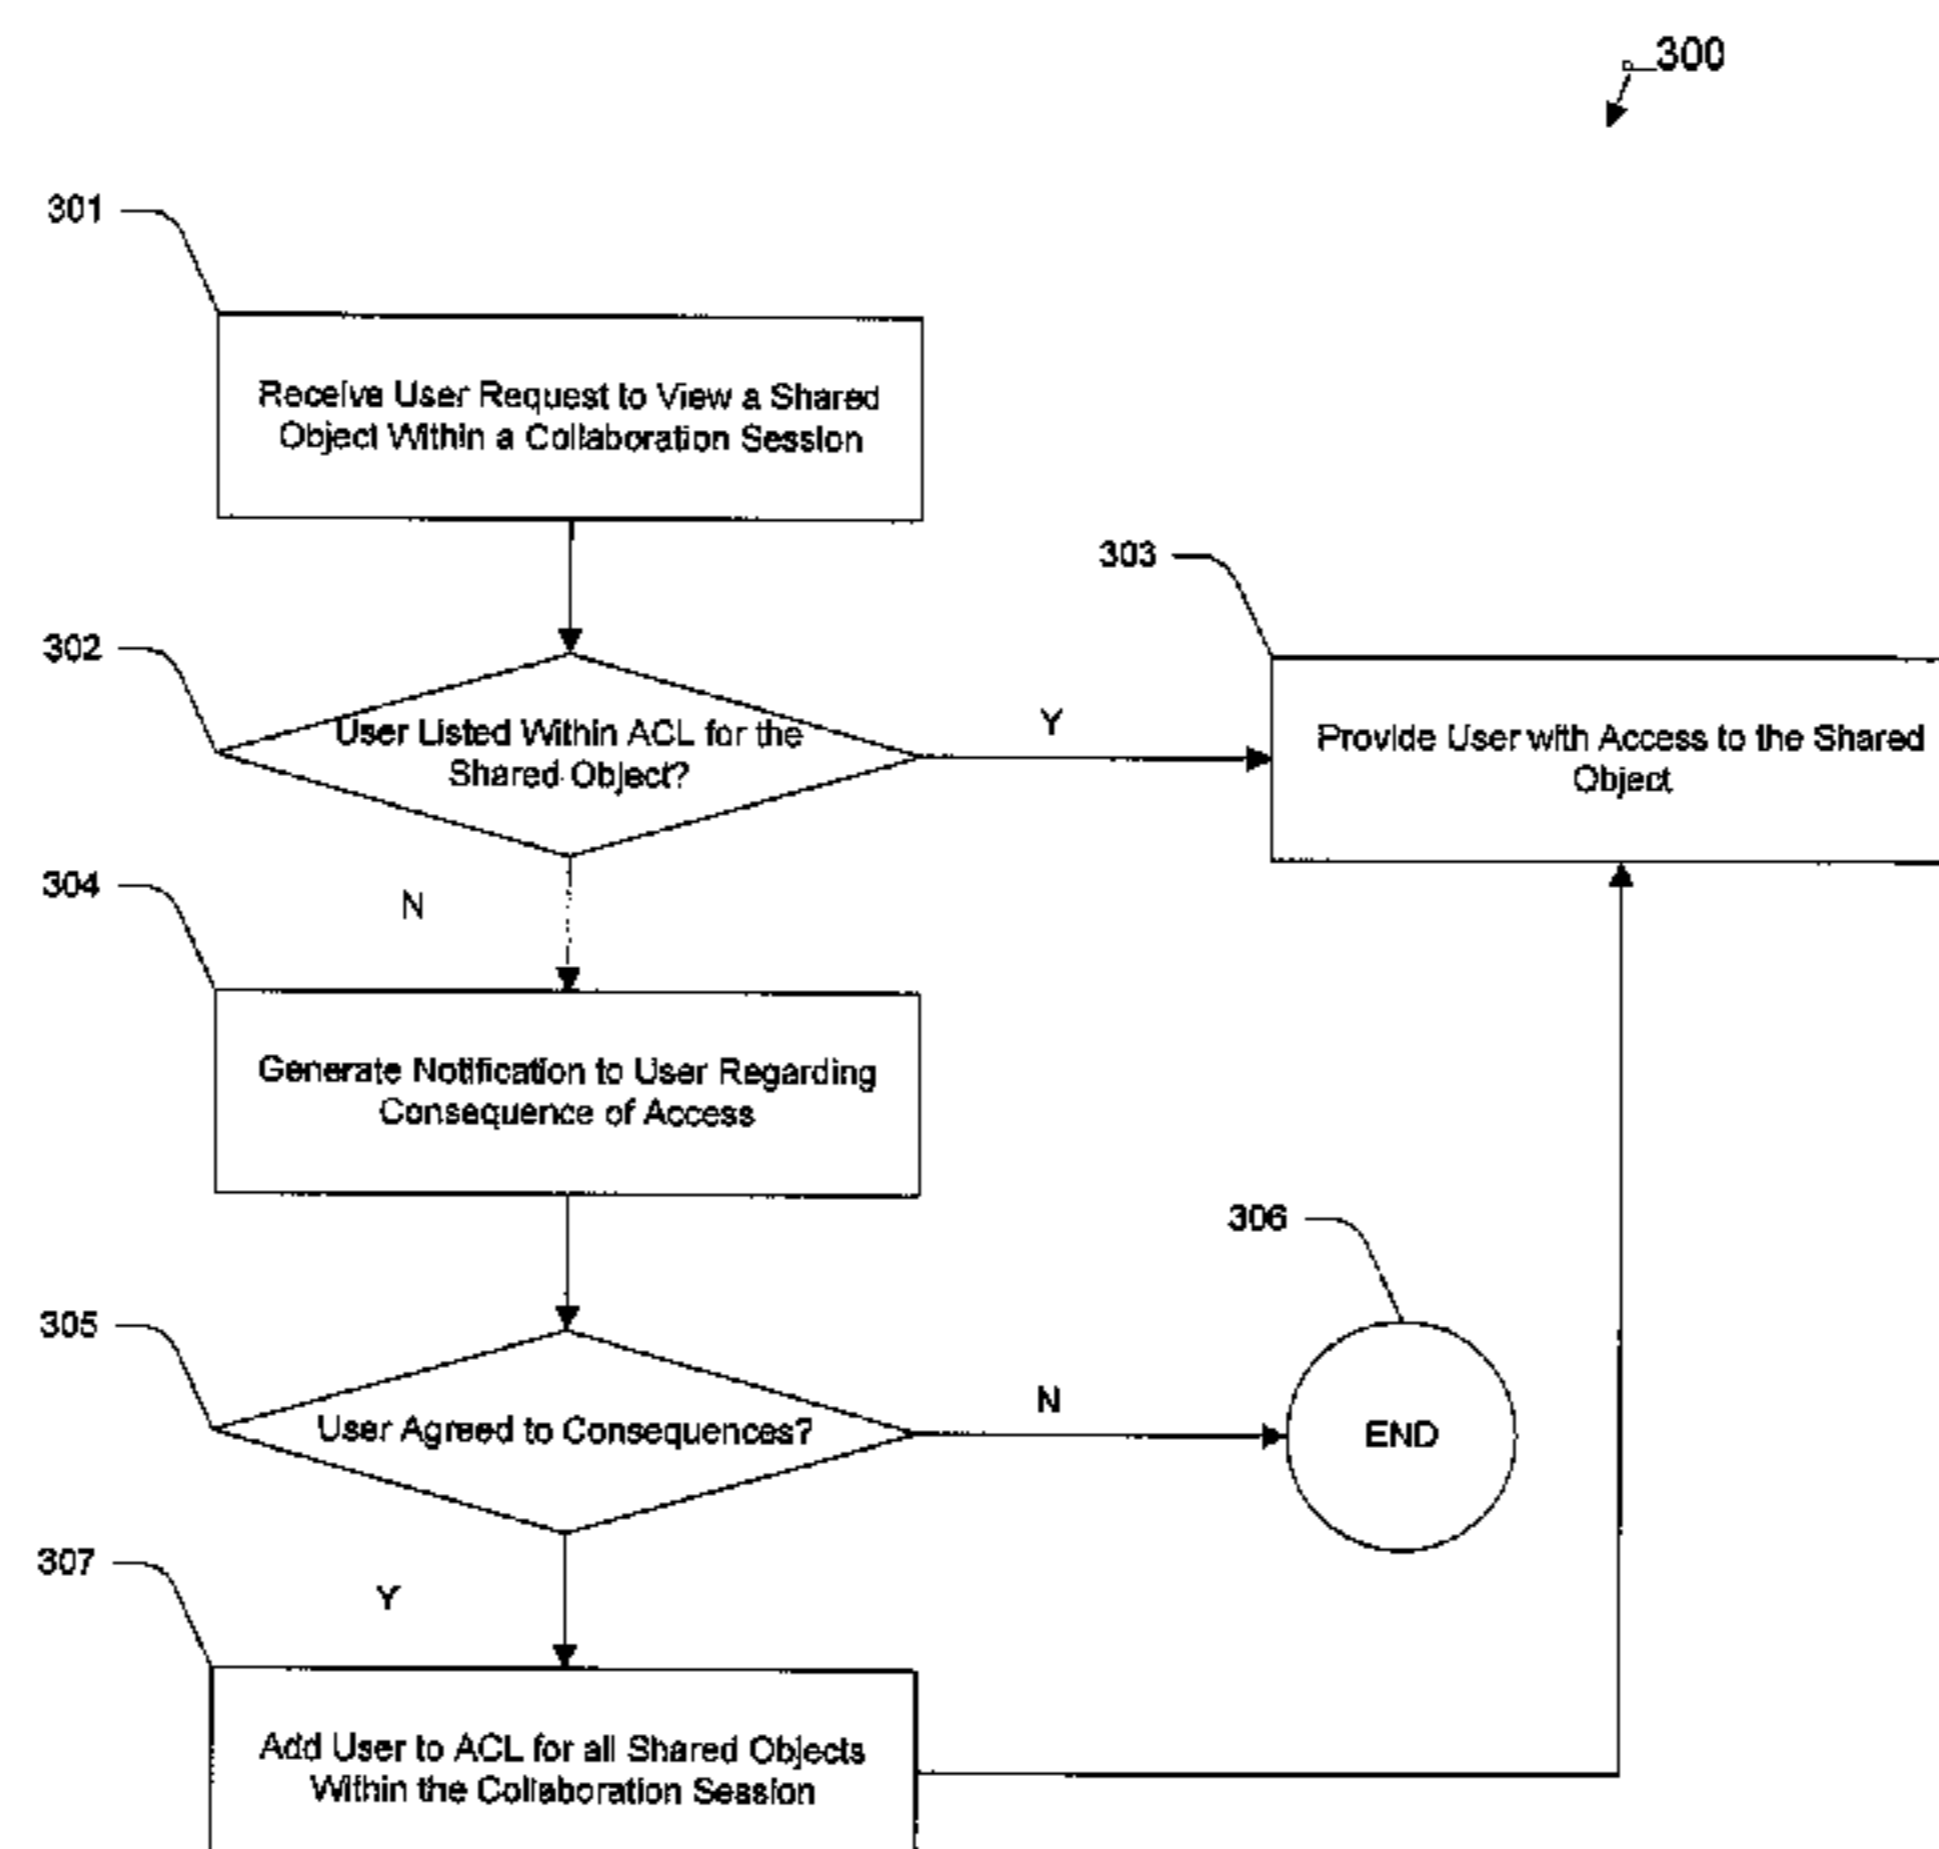 300
301
Receive User Request to View a Shared
Object Within a Collaboration Session
302
User Listed Within ACL for the
Shared Object?
Y
303
Provide User with Access to the Shared
Object
N
304
Generate Notification to User Regarding
Consequence of Access
305
User Agreed to Consequences?
N
306
END
Y
307
Add User to ACL for all Shared Objects
Within the Collaboration Session